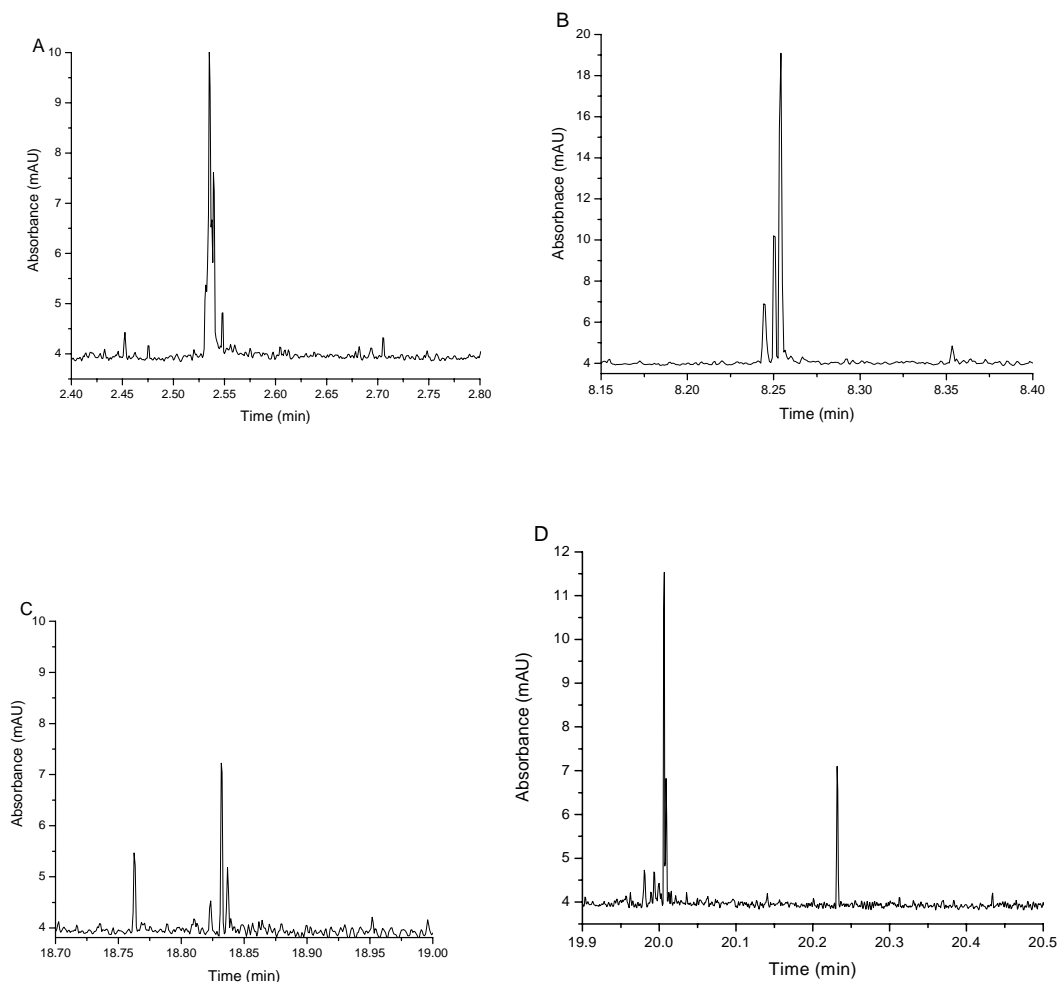 A
10
9
8
7
6
5
4
Absorbance (mAU)
2.40 2.45 2.50 2.55 2.60 2.65 2.70 2.75 2.80
Time (min)
B
20
18
16
14
12
10
8
6
4
Absorbnace (mAU)
8.15 8.20 8.25 8.30 8.35 8.40
Time (min)
C
10
9
8
7
6
5
4
Absorbance (mAU)
18.70 18.75 18.80 18.85 18.90 18.95 19.00
Time (min)
D
12
11
10
9
8
7
6
5
4
Absorbance (mAU)
19.9 20.0 20.1 20.2 20.3 20.4 20.5
Time (min)